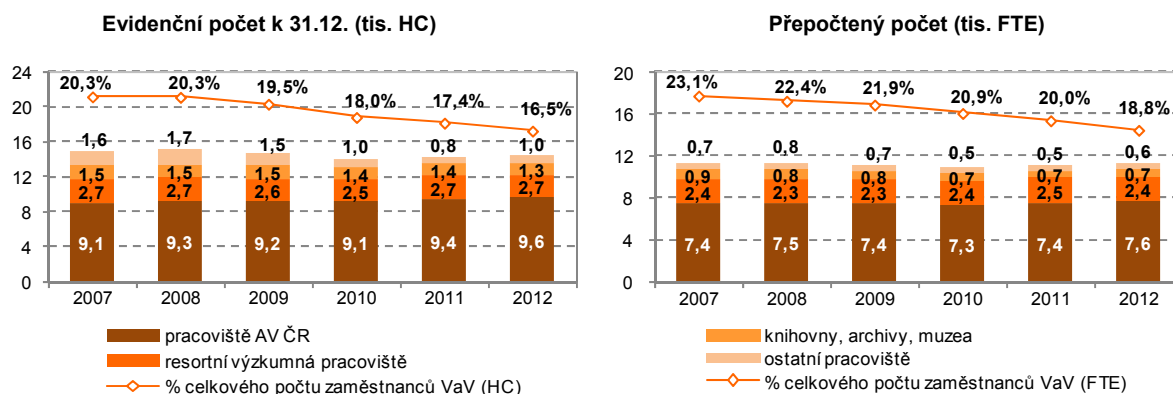 Evidenční počet k 31.12. (tis. HC)
24
20
16
12
8
4
0
20,3% 20,3% 19,5% 18,0% 17,4% 16,5%
1,6 1,7 1,5 1,0 0,8 1,0
1,5 1,5 1,5 1,4 1,4 1,3
2,7 2,7 2,6 2,5 2,7 2,7
9,1 9,3 9,2 9,1 9,4 9,6
2007 2008 2009 2010 2011 2012
pracoviště AV ČR
resortní výzkumná pracoviště
% celkového počtu zaměstnanců VaV (HC)
Přepočtený počet (tis. FTE)
20
16
12
8
4
0
23,1% 22,4% 21,9% 20,9% 20,0% 18,8%
0,7 0,8 0,7 0,5 0,5 0,6
0,9 0,8 0,8 0,7 0,7 0,7
2,4 2,3 2,3 2,4 2,5 2,4
7,4 7,5 7,4 7,3 7,4 7,6
2007 2008 2009 2010 2011 2012
knihovny, archivy, muzea
ostatní pracoviště
% celkového počtu zaměstnanců VaV (FTE)